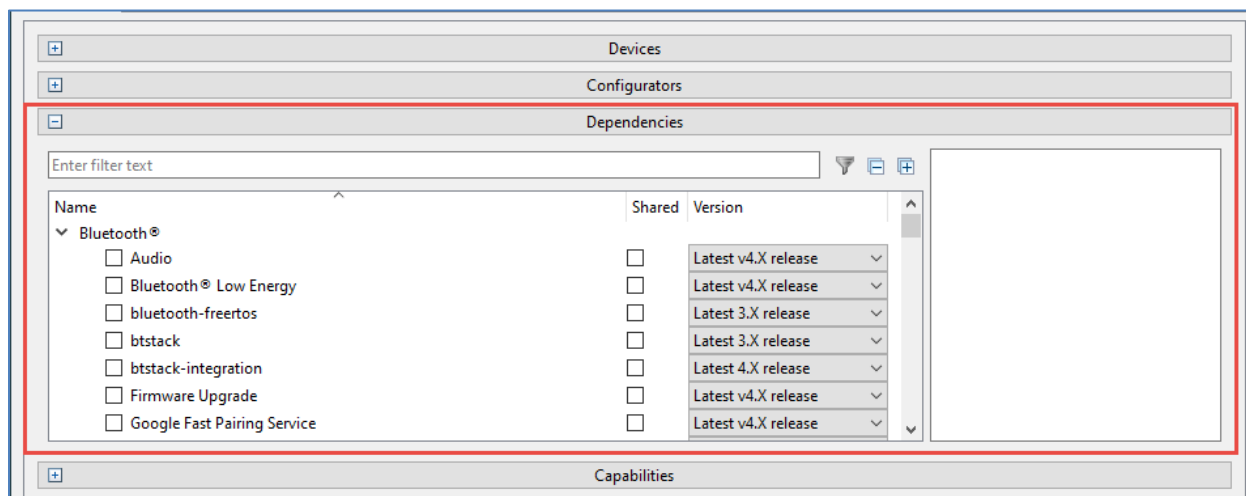 Devices
Configurators
Dependencies
Enter filter text
Name Shared Version
Bluetooth®
Audio Latest v4.X release
Bluetooth® Low Energy Latest v4.X release
bluetooth-freertos Latest 3.X release
btstack Latest 3.X release
btstack-integration Latest 4.X release
Firmware Upgrade Latest v4.X release
Google Fast Pairing Service Latest v4.X release
Capabilities